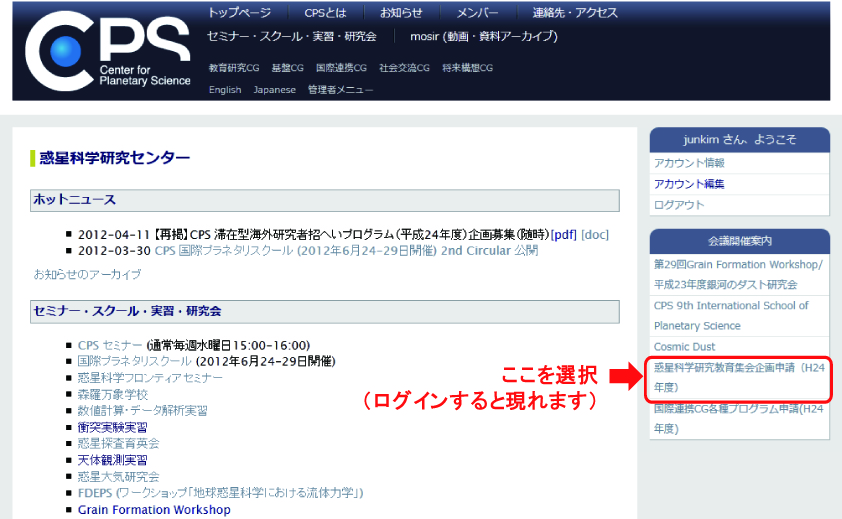 CPS
Center for
Planetary Science
トップページ CPSとは お知らせ メンバー 連絡先・アクセス
セミナー・スクール・実習・研究会 mosir (動画・資料アーカイブ)
教育研究CG 基盤CG 国際連携CG 社会交流CG 将来構想CG
English Japanese 管理者メニュー
惑星科学研究センター
ホットニュース
2012-04-11 【再掲】CPS 滞在型海外研究者招へいプログラム（平成24年度）企画募集（随時）[pdf] [doc]
2012-03-30 CPS 国際プラネタリスクール (2012年6月24-29日開催) 2nd Circular 公開
お知らせのアーカイブ
セミナー・スクール・実習・研究会
CPS セミナー (通常毎週水曜日15:00-16:00)
国際プラネタリスクール (2012年6月24-29日開催)
惑星科学フロンティアセミナー
森羅万象学校
数値計算・データ解析実習
衝突実験実習
惑星探査育英会
天体観測実習
惑星大気研究会
FDEPS (ワークショップ「地球惑星科学における流体力学」)
Grain Formation Workshop
junkim さん、ようこそ
アカウント情報
アカウント編集
ログアウト
会議開催案内
第29回Grain Formation Workshop/
平成23年度銀河のダスト研究会
CPS 9th International School of
Planetary Science
Cosmic Dust
惑星科学研究教育集会企画申請（H24
年度）
国際連携CG各種プログラム申請(H24
年度)
ここを選択
（ログインすると現れます）